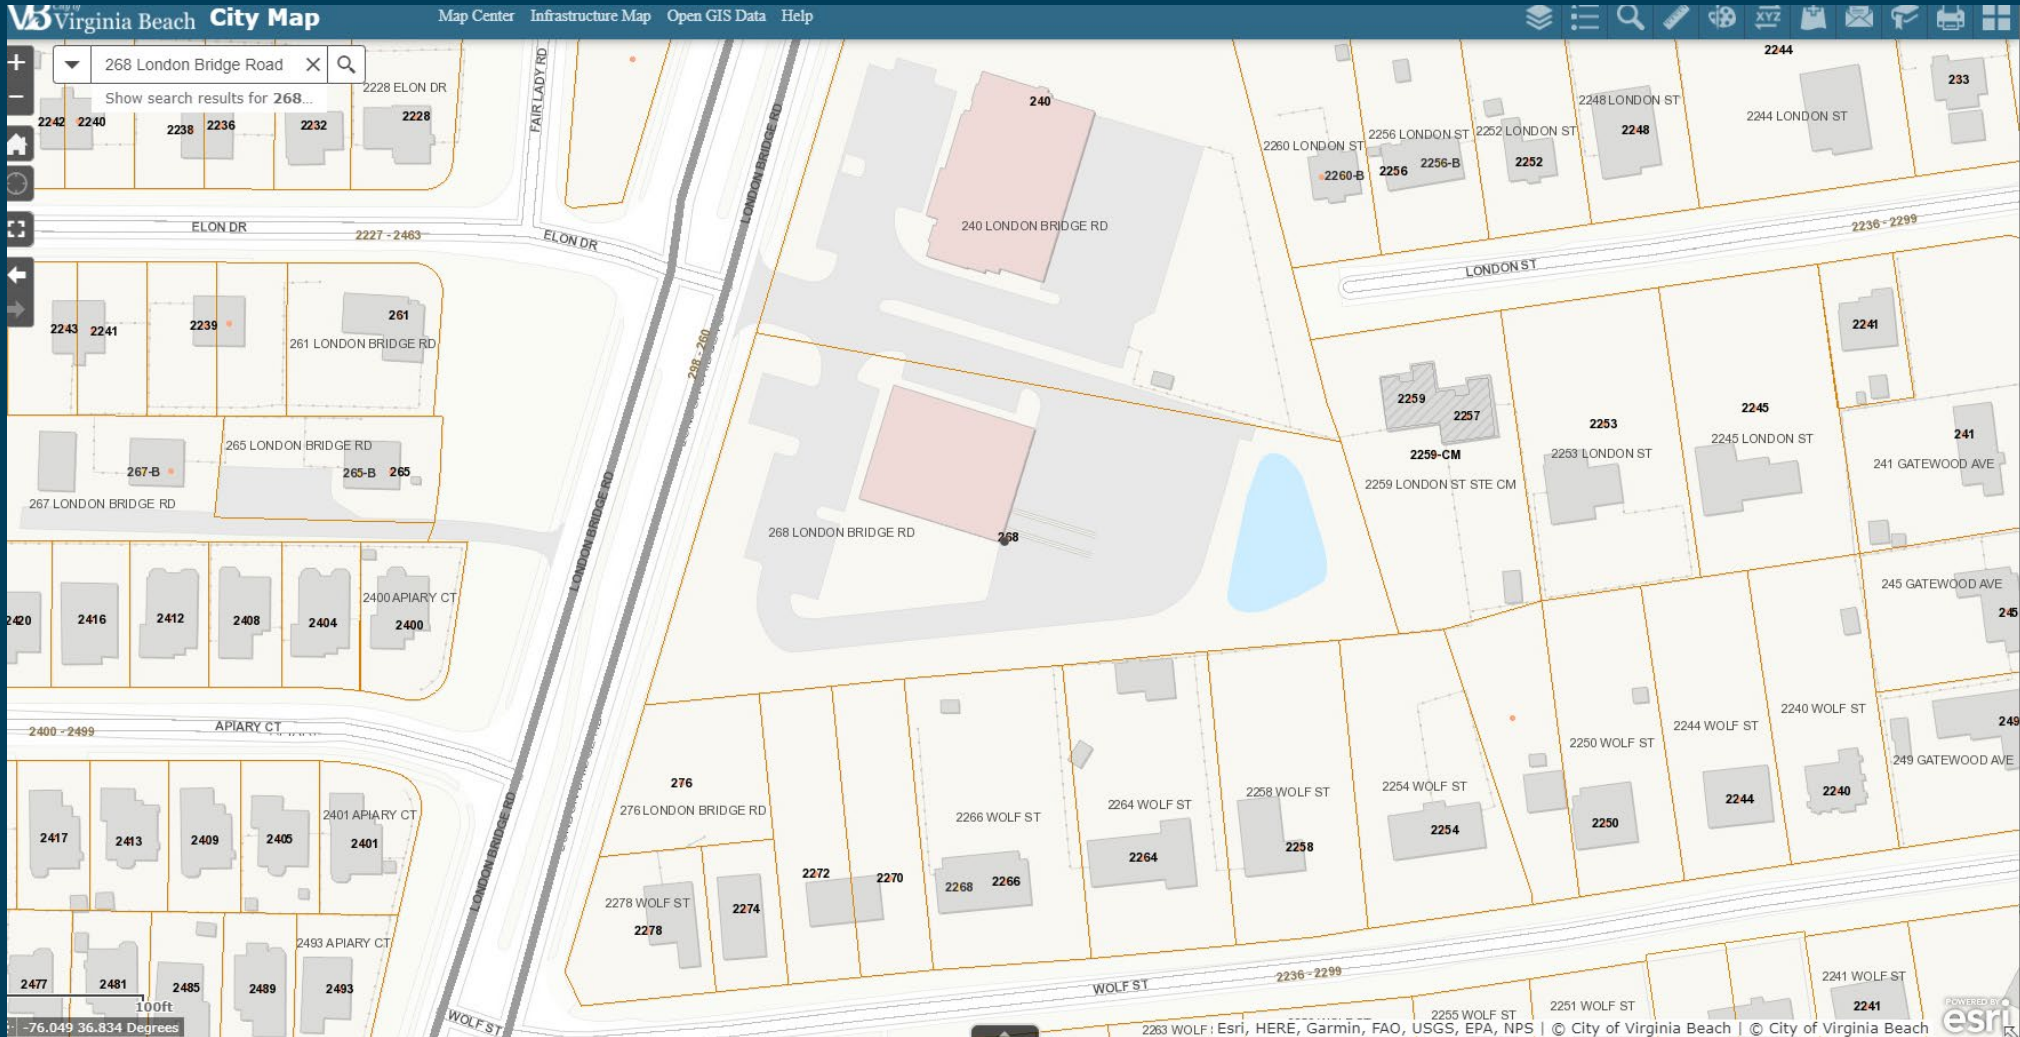 City of
VB Virginia Beach City Map
Map Center Infrastructure Map Open GIS Data Help
XYZ
268 London Bridge Road
Show search results for 268...
2228 ELON DR
2242 2240 2238 2236 2232 2228
FAIR LADY RD
LONDON BRIDGE RD
240
240 LONDON BRIDGE RD
2244
233
2248 LONDON ST
2248
2244 LONDON ST
2256 LONDON ST 2252 LONDON ST
2260 LONDON ST
2260-B 2256 2256-B 2252
ELON DR
2227 - 2463
ELON DR
2236 - 2299
LONDON ST
2243 2241 2239 261
261 LONDON BRIDGE RD
298 - 260
2241
2259
2257
2259-CM
2259 LONDON ST STE CM
2253
2253 LONDON ST
2245
2245 LONDON ST
241
241 GATEWOOD AVE
265 LONDON BRIDGE RD
267-B 265-B 265
267 LONDON BRIDGE RD
LONDON BRIDGE RD
268 LONDON BRIDGE RD
268
245 GATEWOOD AVE
245
2400 APIARY CT
2420 2416 2412 2408 2404 2400
2400 - 2499
APIARY CT
2240 WOLF ST
2244 WOLF ST
2250 WOLF ST
249
249 GATEWOOD AVE
276
276 LONDON BRIDGE RD
2266 WOLF ST
2264 WOLF ST
2258 WOLF ST
2254 WOLF ST
2401 APIARY CT
2417 2413 2409 2405 2401
LONDON BRIDGE RD
2272 2270 2268 2266 2264 2258 2254 2250 2244 2240
2278 WOLF ST
2278
2274
2493 APIARY CT
2477 2481 2485 2489 2493
2236 - 2299
WOLF ST
WOLF ST
2241 WOLF ST
2241
2251 WOLF ST
2255 WOLF ST
100ft
-76.049 36.834 Degrees
2263 WOLF
Esri, HERE, Garmin, FAO, USGS, EPA, NPS | © City of Virginia Beach | © City of Virginia Beach
POWERED BY
esri